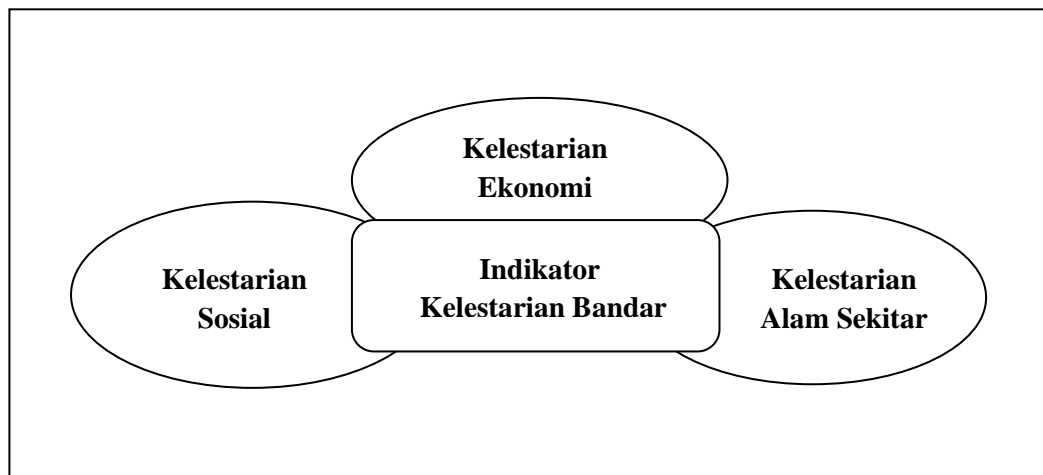 Kelestarian
Ekonomi
Kelestarian
Sosial
Indikator
Kelestarian Bandar
Kelestarian
Alam Sekitar